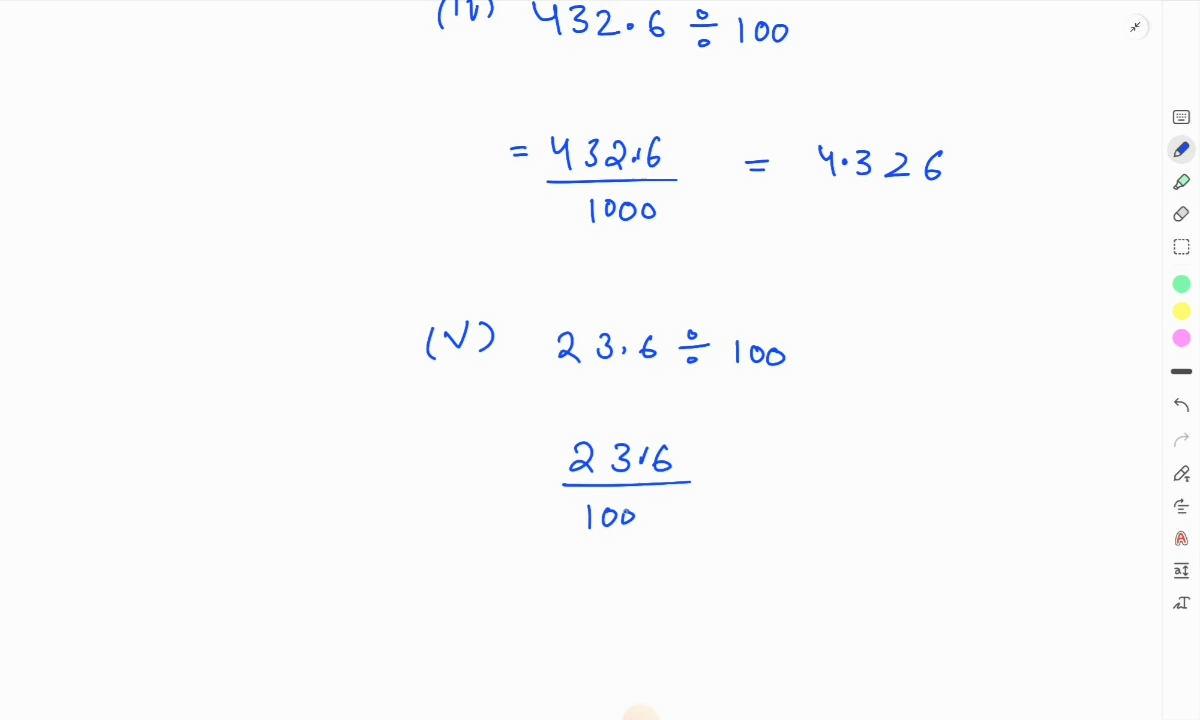 (iv) 432.6 ÷ 100
= 432.6 / 1000 = 4.326
(V) 23.6 ÷ 100
23.6 / 100